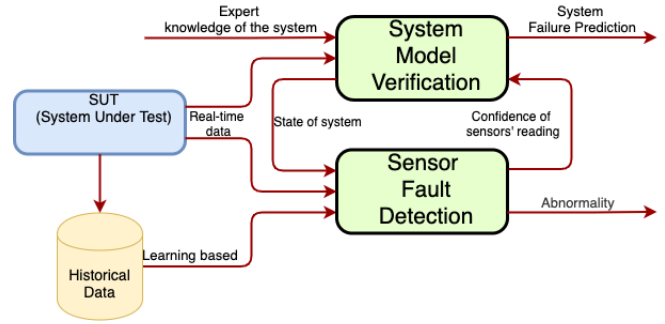 Expert
knowledge of the system
System
Model
Verification
System
Failure Prediction
SUT
(System Under Test)
Real-time
data
State of system
Confidence of
sensors' reading
Sensor
Fault
Detection
Abnormality
Learning based
Historical
Data